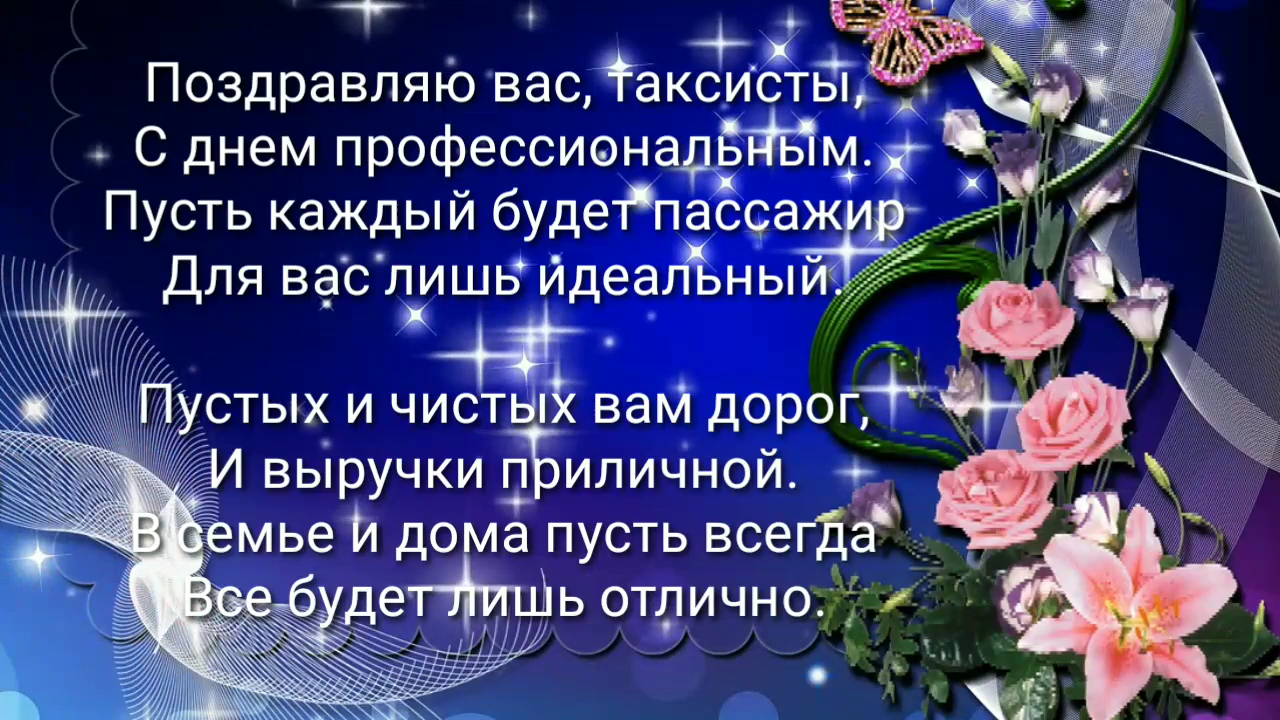 Поздравляю вас, таксисты,
С днем профессиональным.
Пусть каждый будет пассажир
Для вас лишь идеальный.
Пустых и чистых вам дорог,
И выручки приличной.
В семье и дома пусть всегда
Все будет лишь отлично.